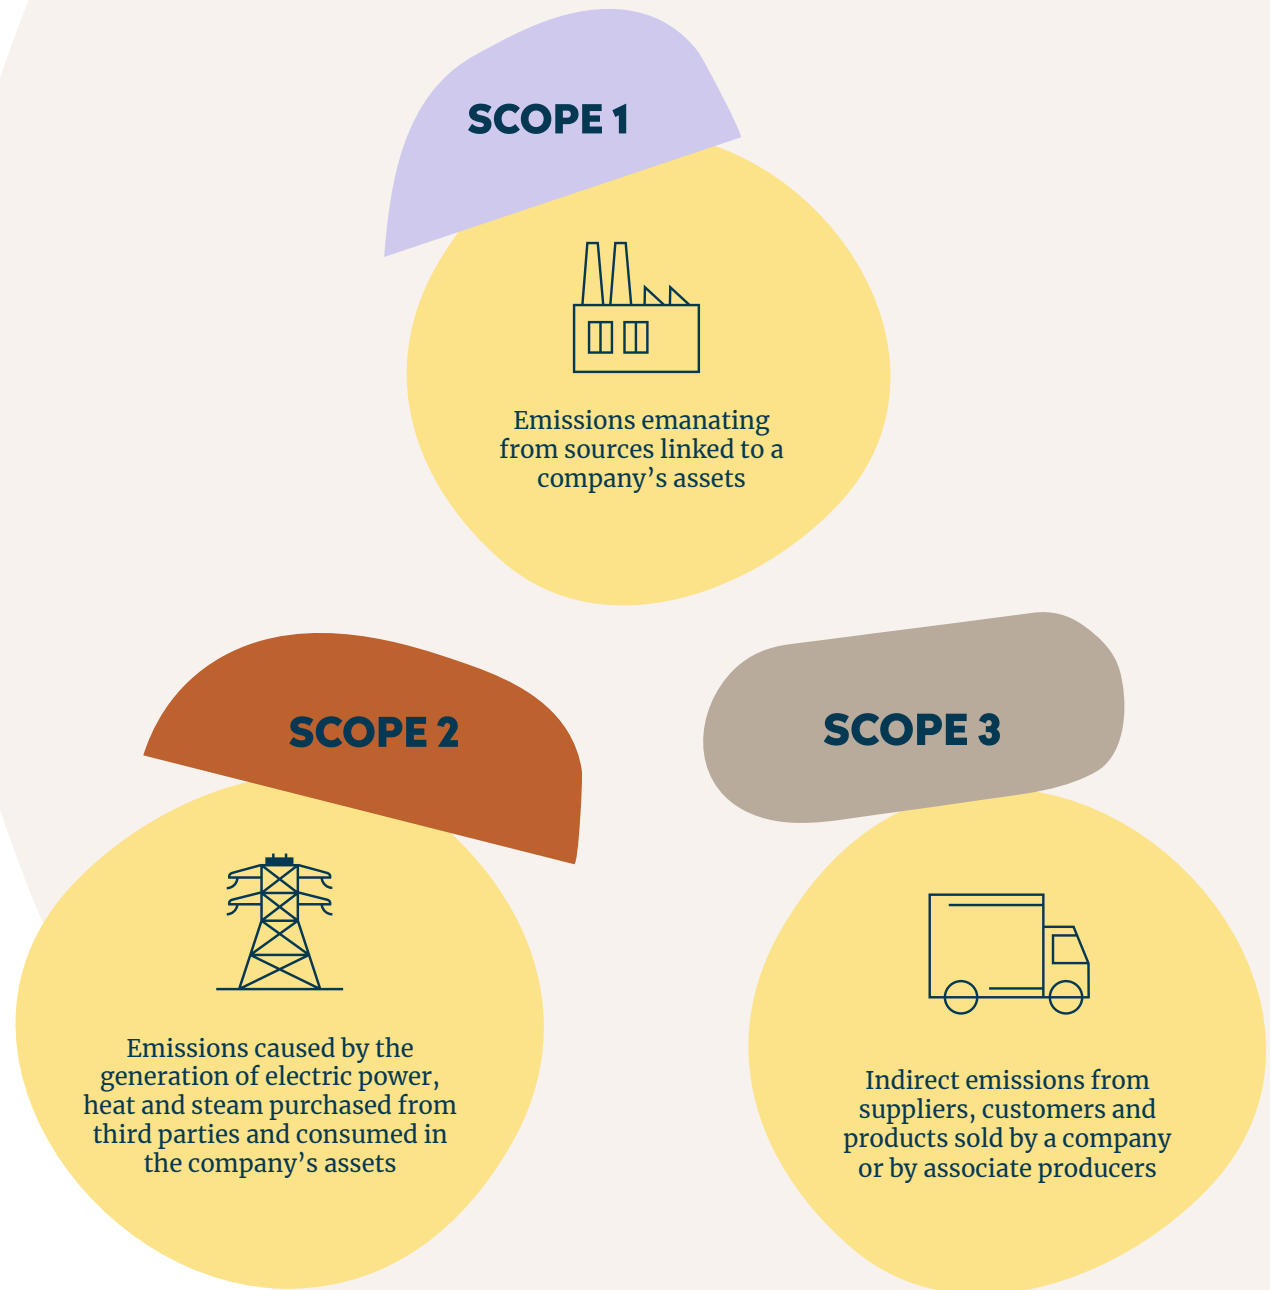 SCOPE 1
Emissions emanating
from sources linked to a
company’s assets
SCOPE 2
Emissions caused by the
generation of electric power,
heat and steam purchased from
third parties and consumed in
the company’s assets
SCOPE 3
Indirect emissions from
suppliers, customers and
products sold by a company
or by associate producers